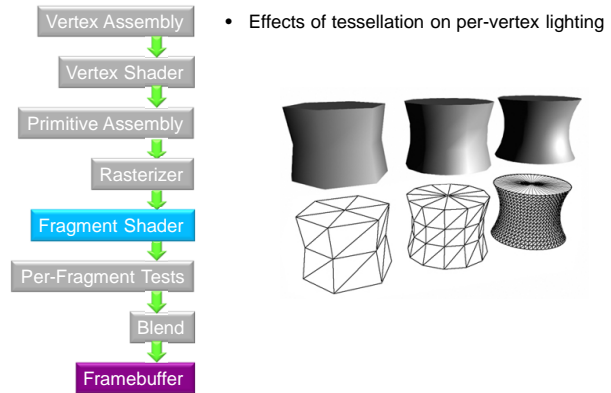 Vertex Assembly
• Effects of tessellation on per-vertex lighting
Vertex Shader
Primitive Assembly
Rasterizer
Fragment Shader
Per-Fragment Tests
Blend
Framebuffer